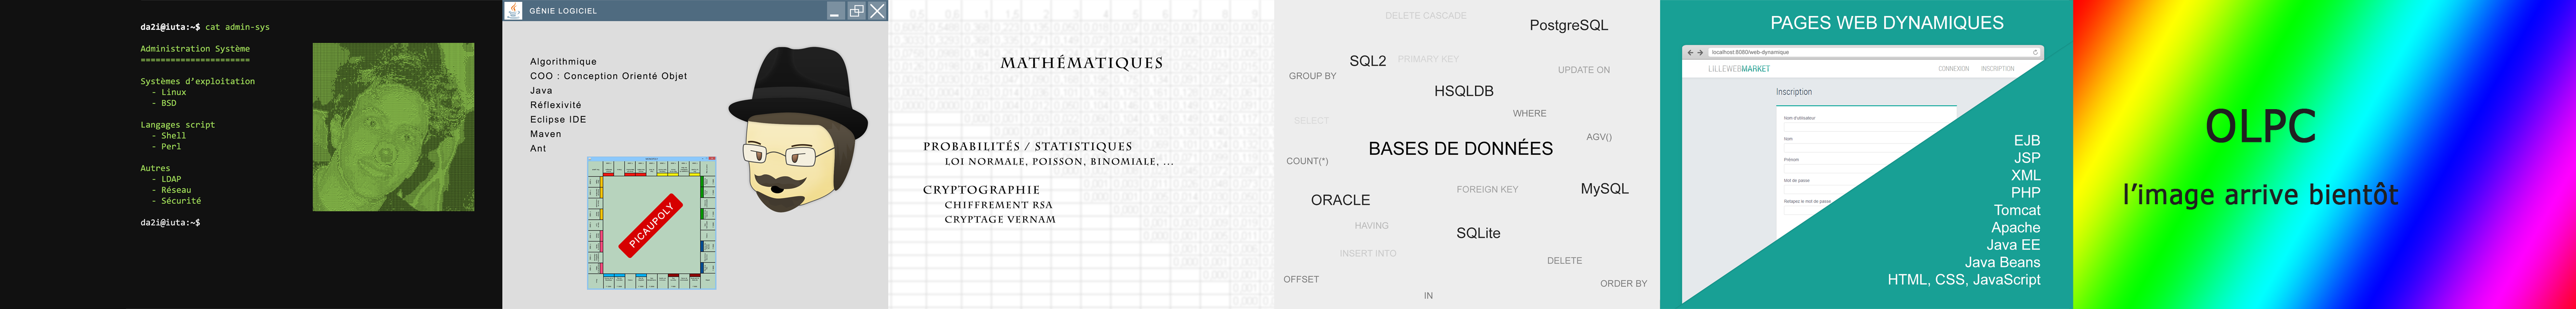 da2i@iuta:~$ cat admin-sys
Administration Système
======================
Systèmes d'exploitation
- Linux
- BSD
Langages script
- Shell
- Perl
Autres
- LDAP
- Réseau
- Sécurité
da2i@iuta:~$
GÉNIE LOGICIEL
Algorithmique
COO : Conception Orienté Objet
Java
Réflexivité
Eclipse IDE
Maven
Ant
PICAUPOLY
MATHÉMATIQUES
PROBABILITÉS / STATISTIQUES
LOI NORMALE, POISSON, BINOMIALE, ...
CRYPTOGRAPHIE
CHIFFREMENT RSA
CRYPTAGE VERNAM
DELETE CASCADE
PostgreSQL
SQL2
PRIMARY KEY
GROUP BY
UPDATE ON
HSQLDB
WHERE
SELECT
AGV()
BASES DE DONNÉES
COUNT(*)
FOREIGN KEY
MySQL
ORACLE
HAVING
SQLite
INSERT INTO
DELETE
OFFSET
ORDER BY
IN
PAGES WEB DYNAMIQUES
localhost:8080/web-dynamique
LILLEWEBMARKET
CONNEXION
INSCRIPTION
Inscription
Nom d'utilisateur
Nom
Prénom
Mot de passe
Retapez le mot de passe
EJB
JSP
XML
PHP
Tomcat
Apache
Java EE
Java Beans
HTML, CSS, JavaScript
OLPC
l'image arrive bientôt